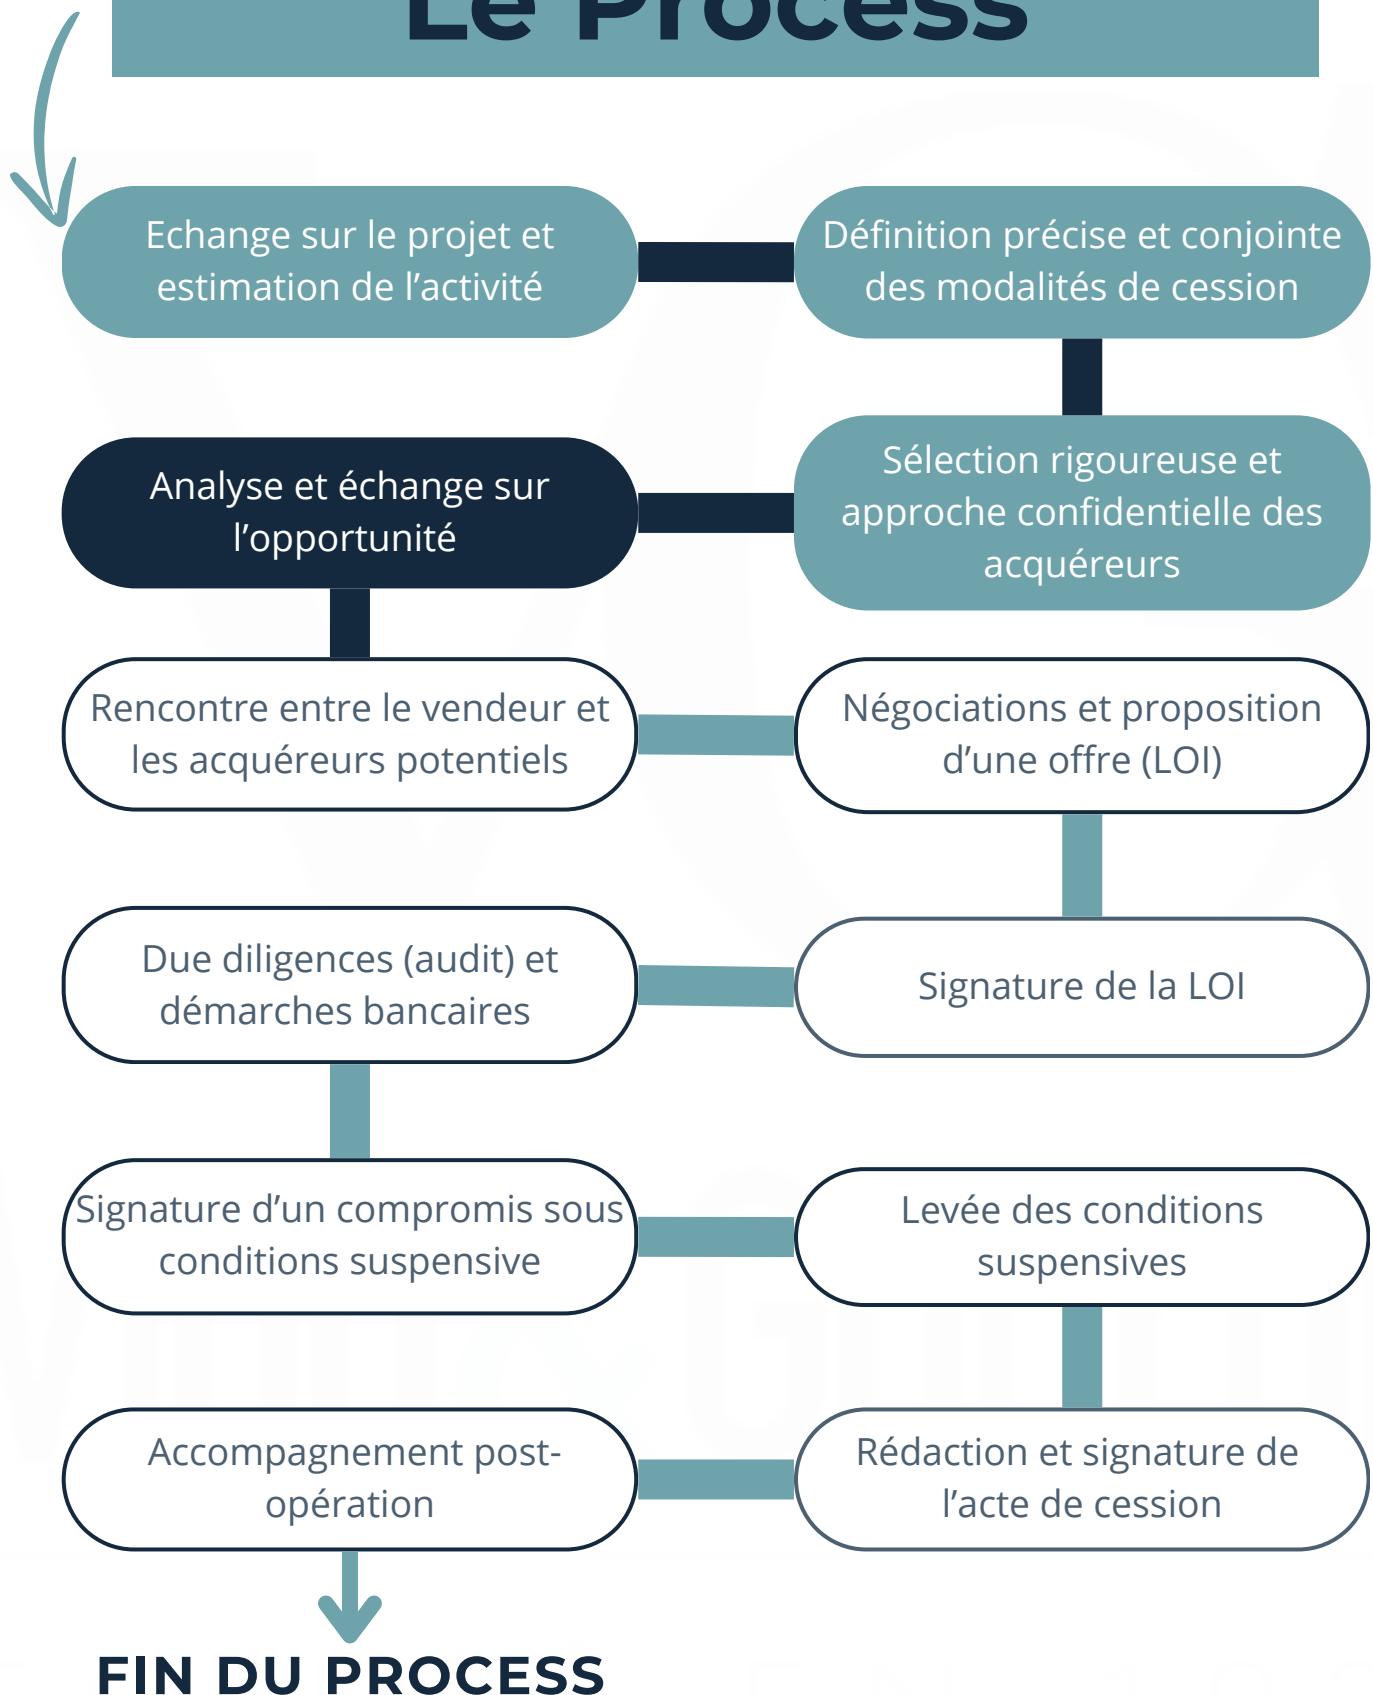 Le Process
Echange sur le projet et
estimation de l’activité
Définition précise et conjointe
des modalités de cession
Sélection rigoureuse et
approche confidentielle des
acquéreurs
Analyse et échange sur
l’opportunité
Rencontre entre le vendeur et
les acquéreurs potentiels
Négociations et proposition
d’une offre (LOI)
Signature de la LOI
Due diligences (audit) et
démarches bancaires
Signature d’un compromis sous
conditions suspensive
Levée des conditions
suspensives
Rédaction et signature de
l’acte de cession
Accompagnement post-
opération
FIN DU PROCESS